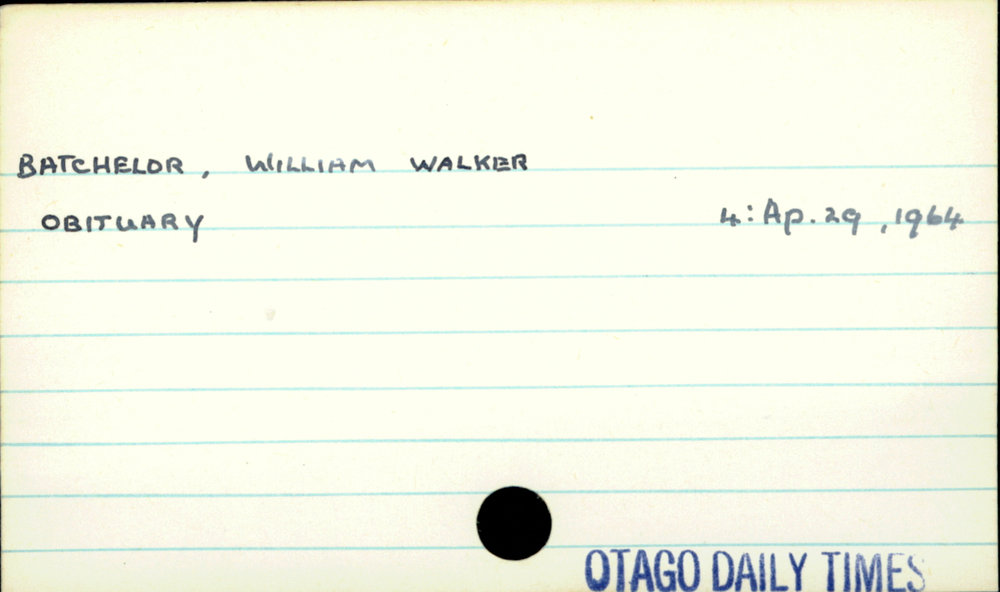 BATCHELOR, WILLIAM WALKER
OBITUARY 4: Ap. 29, 1964
OTAGO DAILY TIMES